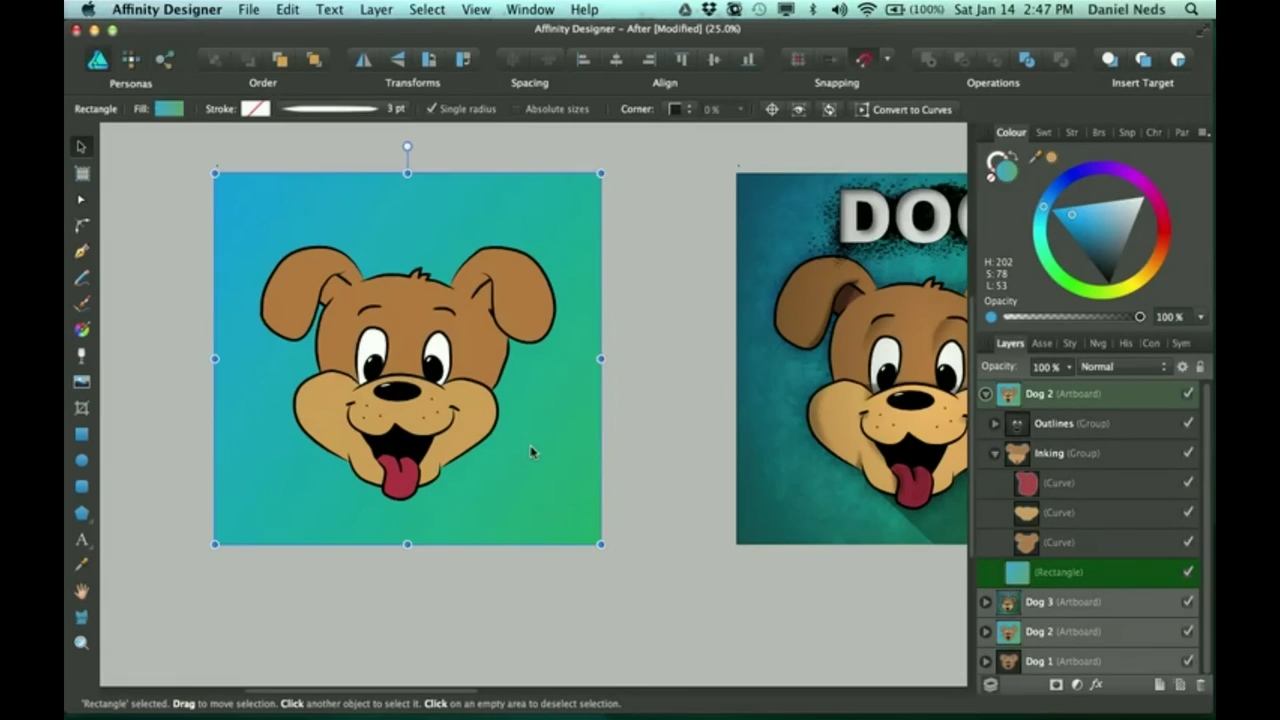 Affinity Designer File Edit Text Layer Select View Window Help (100%) Sat Jan 14 2:47 PM Daniel Neds
Affinity Designer - After [Modified] (25.0%)
Personas Order Transforms Spacing Align Snapping Operations Insert Target
Rectangle Fill: Stroke: 3 pt Single radius Absolute sizes Corner: 0 % Convert to Curves
Colour Swt Str Brs Snp Chr Par
DOG
H: 202
S: 78
L: 53
Opacity
100 %
Layers Asse Sty Nvg His Con Sym
Opacity: 100 % Normal
Dog 2 (Artboard)
Outlines (Group)
Inking (Group)
(Curve)
(Curve)
(Curve)
(Rectangle)
Dog 3 (Artboard)
Dog 2 (Artboard)
Dog 1 (Artboard)
'Rectangle' selected. Drag to move selection. Click another object to select it. Click on an empty area to deselect selection.